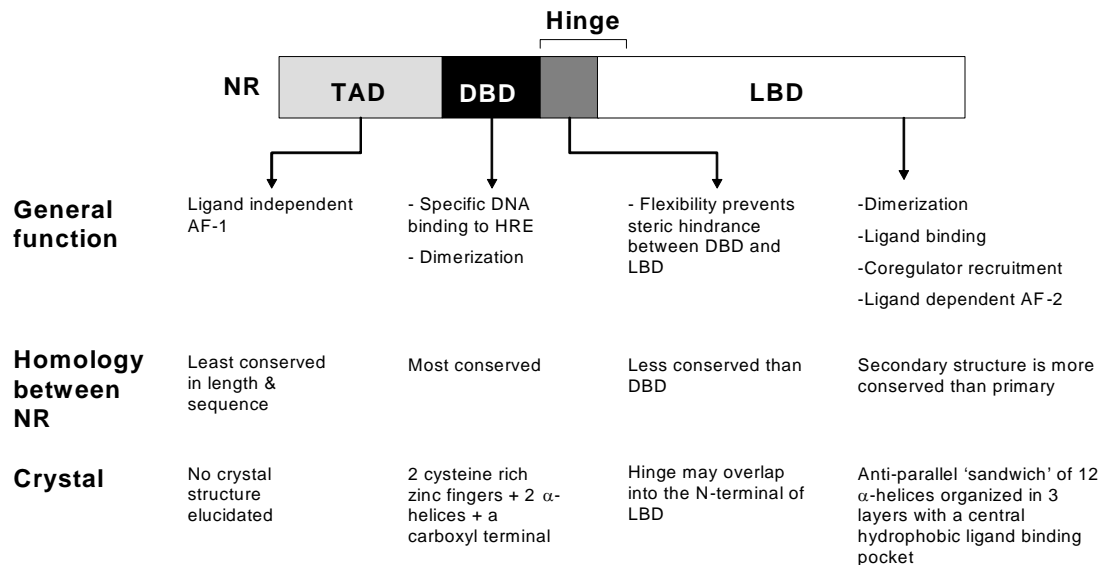 Hinge
NR
TAD
DBD
LBD
General
function
Ligand independent
AF-1
- Specific DNA
binding to HRE
- Dimerization
- Flexibility prevents
steric hindrance
between DBD and
LBD
-Dimerization
-Ligand binding
-Coregulator recruitment
-Ligand dependent AF-2
Homology
between
NR
Least conserved
in length &
sequence
Most conserved
Less conserved than
DBD
Secondary structure is more
conserved than primary
Crystal
No crystal
structure
elucidated
2 cysteine rich
zinc fingers + 2 α-
helices + a
carboxyl terminal
Hinge may overlap
into the N-terminal of
LBD
Anti-parallel ‘sandwich’ of 12
α-helices organized in 3
layers with a central
hydrophobic ligand binding
pocket